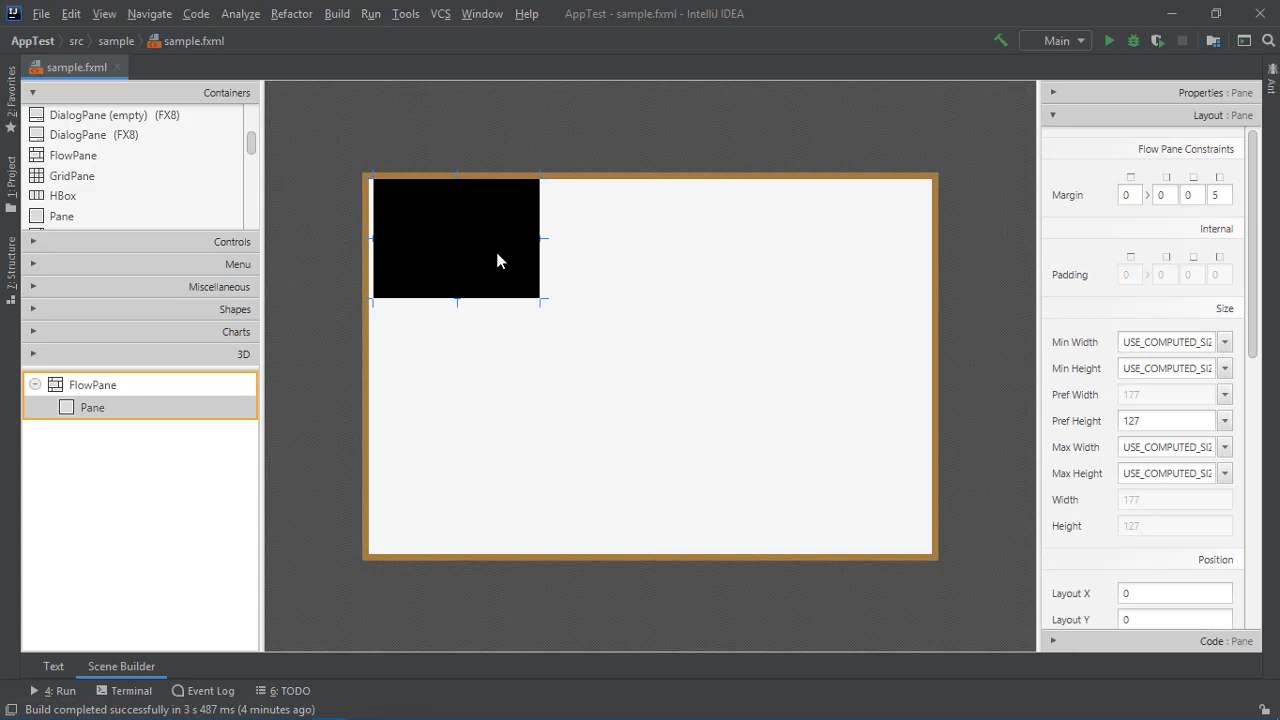 IJ File Edit View Navigate Code Analyze Refactor Build Run Tools VCS Window Help AppTest - sample.fxml - IntelliJ IDEA
AppTest src sample sample.fxml Main
sample.fxml
2: Favorites
1: Project
Z: Structure
Ant
Containers
DialogPane (empty) (FX8)
DialogPane (FX8)
FlowPane
GridPane
HBox
Pane
Controls
Menu
Miscellaneous
Shapes
Charts
3D
FlowPane
Pane
Properties : Pane
Layout : Pane
Flow Pane Constraints
Margin 0 0 0 5
Internal
Padding 0 0 0 0
Size
Min Width USE_COMPUTED_SIZ
Min Height USE_COMPUTED_SIZ
Pref Width 177
Pref Height 127
Max Width USE_COMPUTED_SIZ
Max Height USE_COMPUTED_SIZ
Width 177
Height 127
Position
Layout X 0
Layout Y 0
Code : Pane
Text Scene Builder
4: Run Terminal Event Log 6: TODO
Build completed successfully in 3 s 487 ms (4 minutes ago)